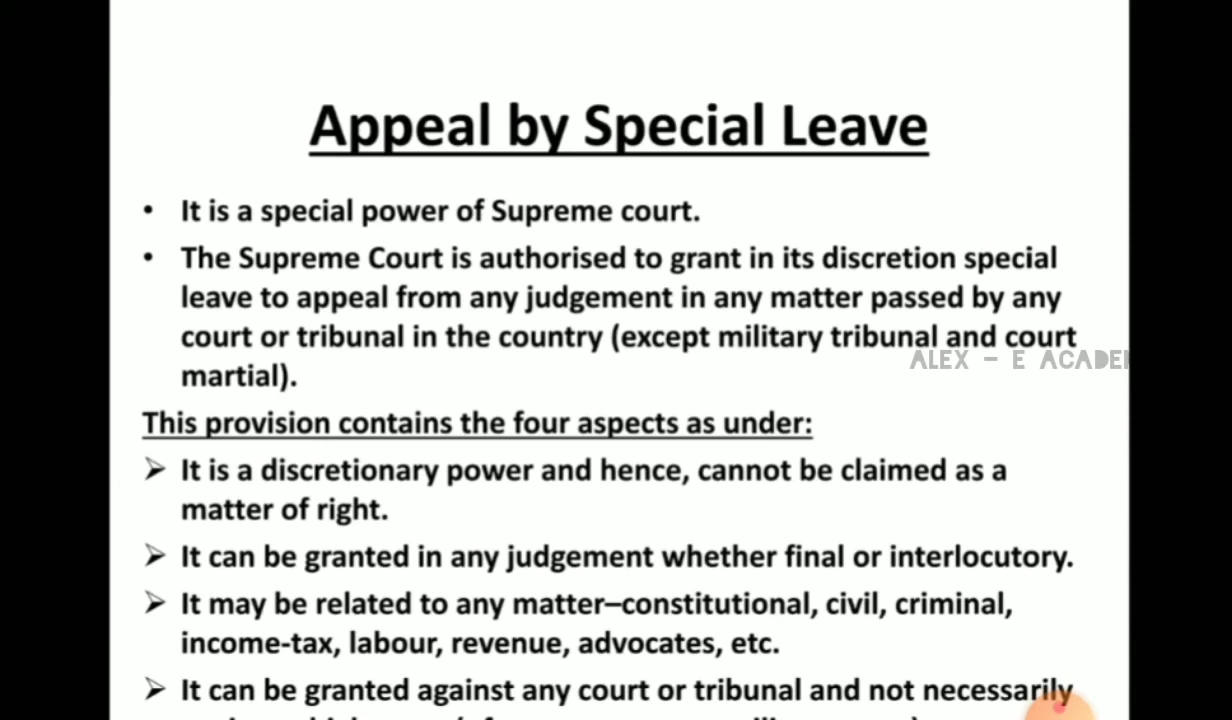 Appeal by Special Leave
• It is a special power of Supreme court.
• The Supreme Court is authorised to grant in its discretion special
leave to appeal from any judgement in any matter passed by any
court or tribunal in the country (except military tribunal and court
martial).
ALEX - E ACADEM
This provision contains the four aspects as under:
➢ It is a discretionary power and hence, cannot be claimed as a
matter of right.
➢ It can be granted in any judgement whether final or interlocutory.
➢ It may be related to any matter–constitutional, civil, criminal,
income-tax, labour, revenue, advocates, etc.
➢ It can be granted against any court or tribunal and not necessarily